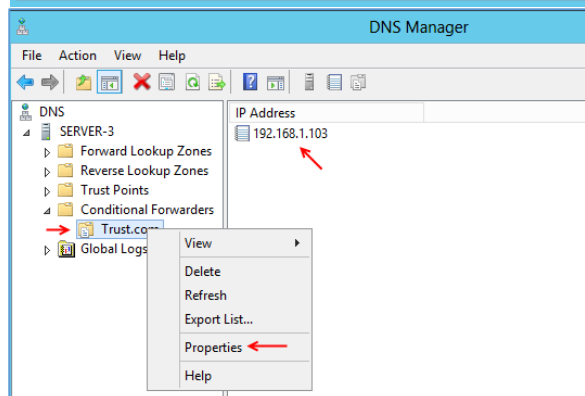 DNS Manager
File Action View Help
DNS
SERVER-3
Forward Lookup Zones
Reverse Lookup Zones
Trust Points
Conditional Forwarders
Trust.com
Global Logs
IP Address
192.168.1.103
View
Delete
Refresh
Export List...
Properties
Help